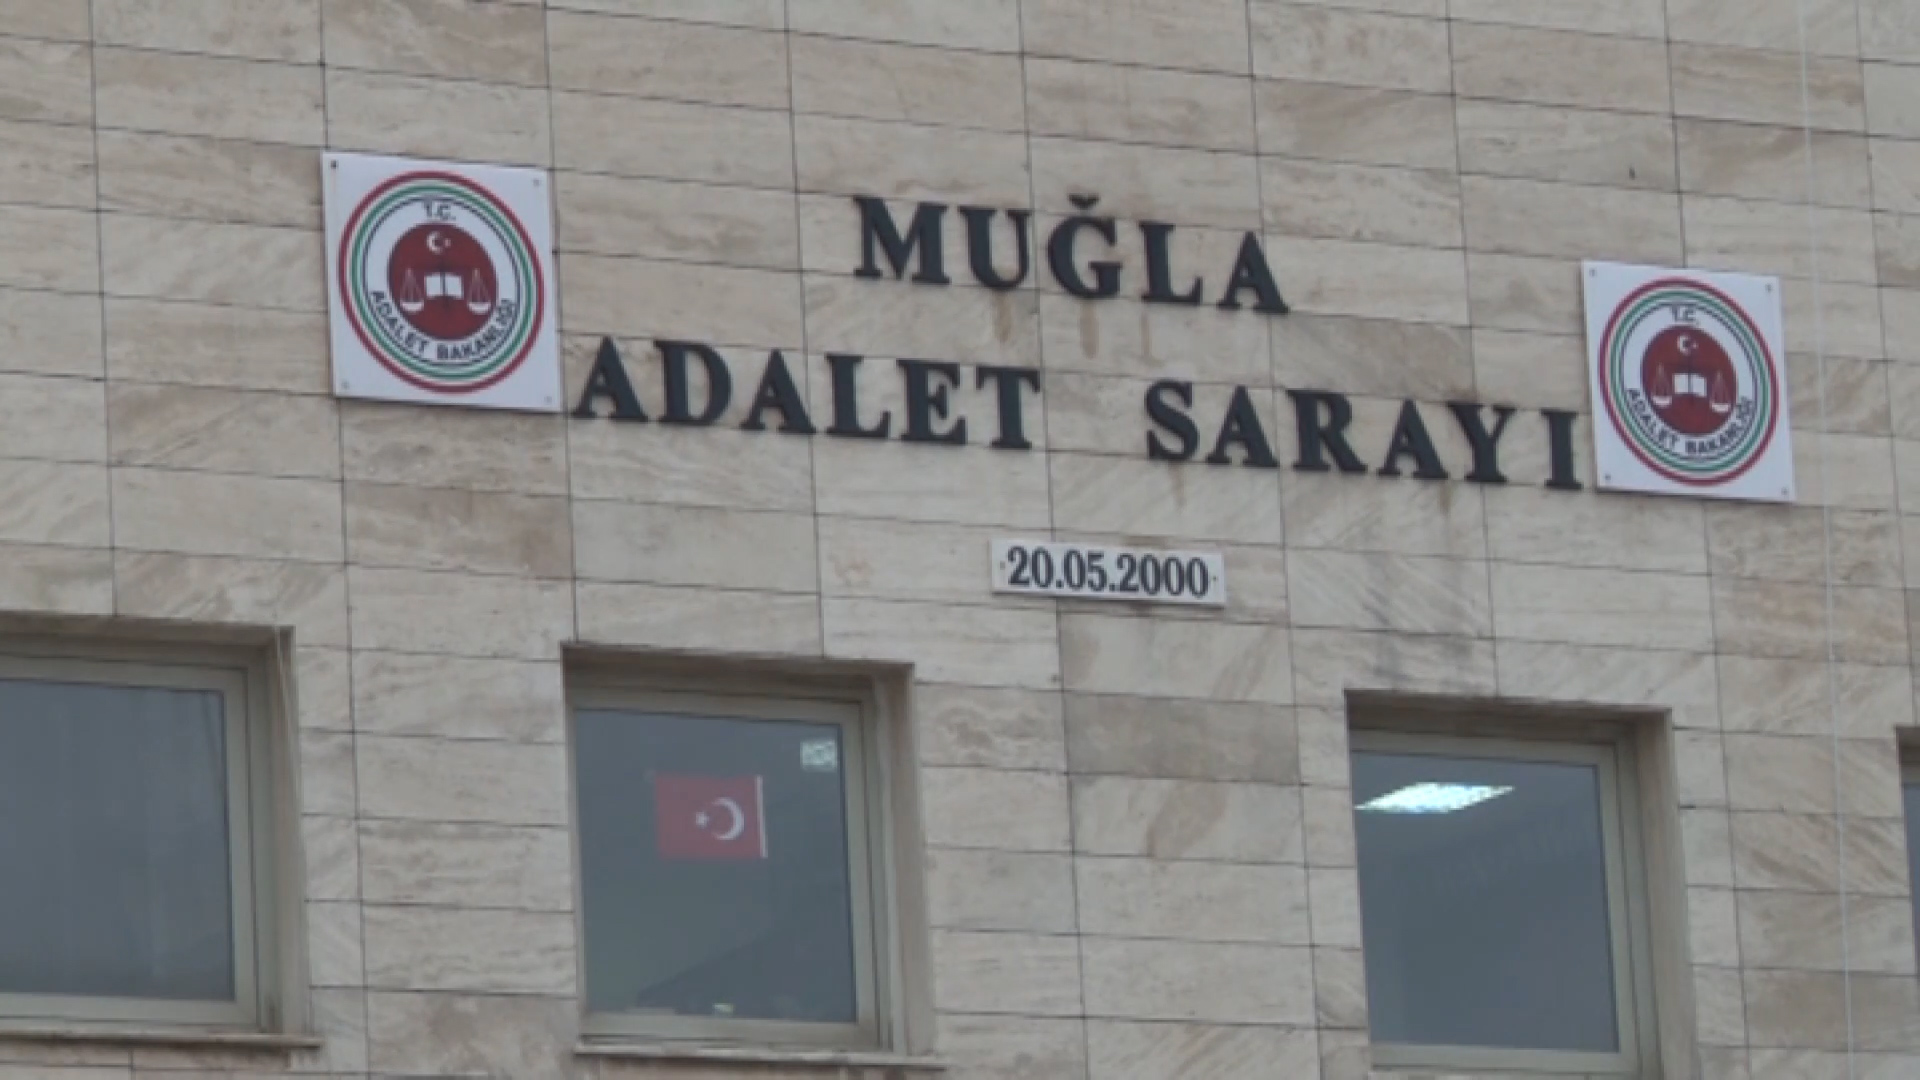 MUĞLA
ADALET SARAYI
20.05.2000
T.C.
ADALET BAKANLIĞI
T.C.
ADALET BAKANLIĞI